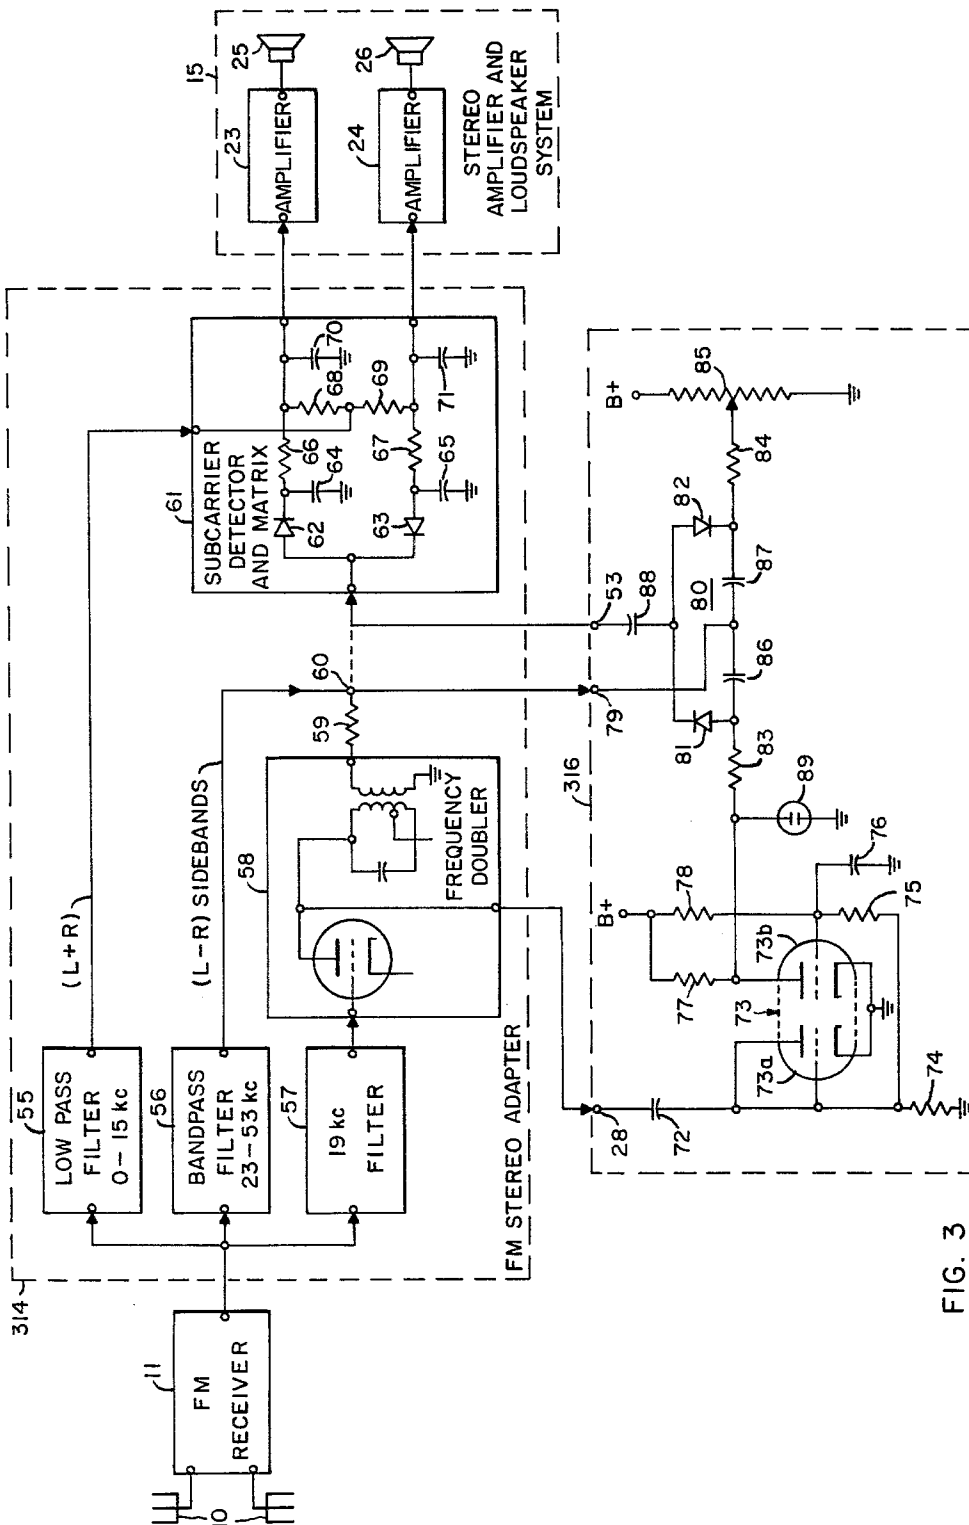 314
FM STEREO ADAPTER
10
11
FM
RECEIVER
55
LOW PASS
FILTER
0-15 kc
56
BANDPASS
FILTER
23-53 kc
57
19 kc
FILTER
(L+R)
(L-R) SIDEBANDS
58
FREQUENCY
DOUBLER
59
60
61
SUBCARRIER
DETECTOR
AND MATRIX
62
63
64
65
66
67
68
69
70
71
15
23
AMPLIFIER
24
AMPLIFIER
25
26
STEREO
AMPLIFIER AND
LOUDSPEAKER
SYSTEM
316
28
72
73a
73
73b
74
75
76
77
78
B+
79
80
81
82
83
84
85
B+
86
87
88
53
89
FIG. 3